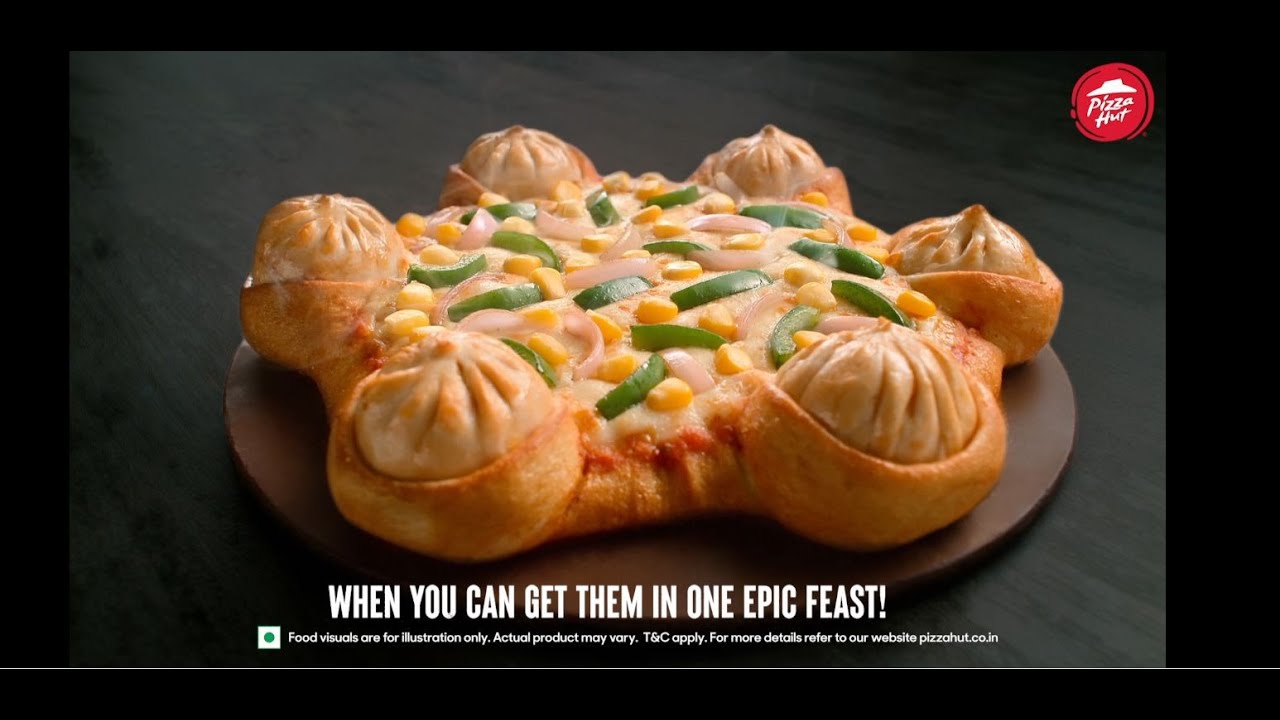 Pizza
Hut
WHEN YOU CAN GET THEM IN ONE EPIC FEAST!
Food visuals are for illustration only. Actual product may vary. T&C apply. For more details refer to our website pizzahut.co.in